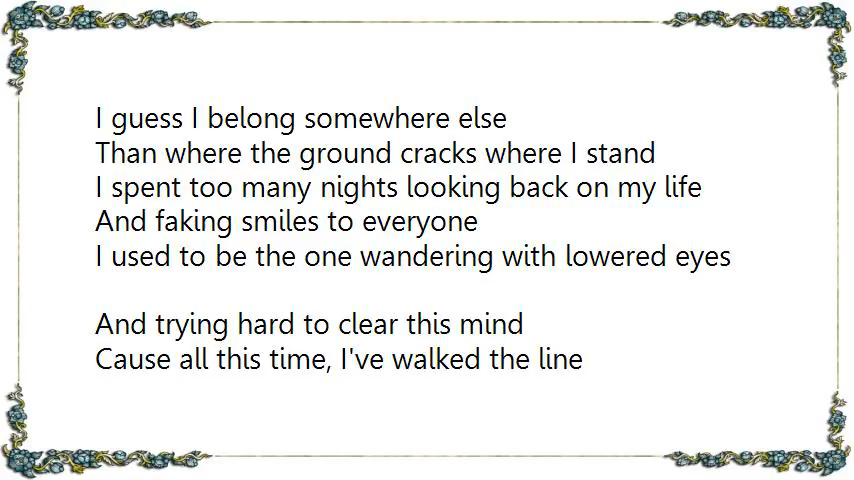 I guess I belong somewhere else
Than where the ground cracks where I stand
I spent too many nights looking back on my life
And faking smiles to everyone
I used to be the one wandering with lowered eyes
And trying hard to clear this mind
Cause all this time, I've walked the line